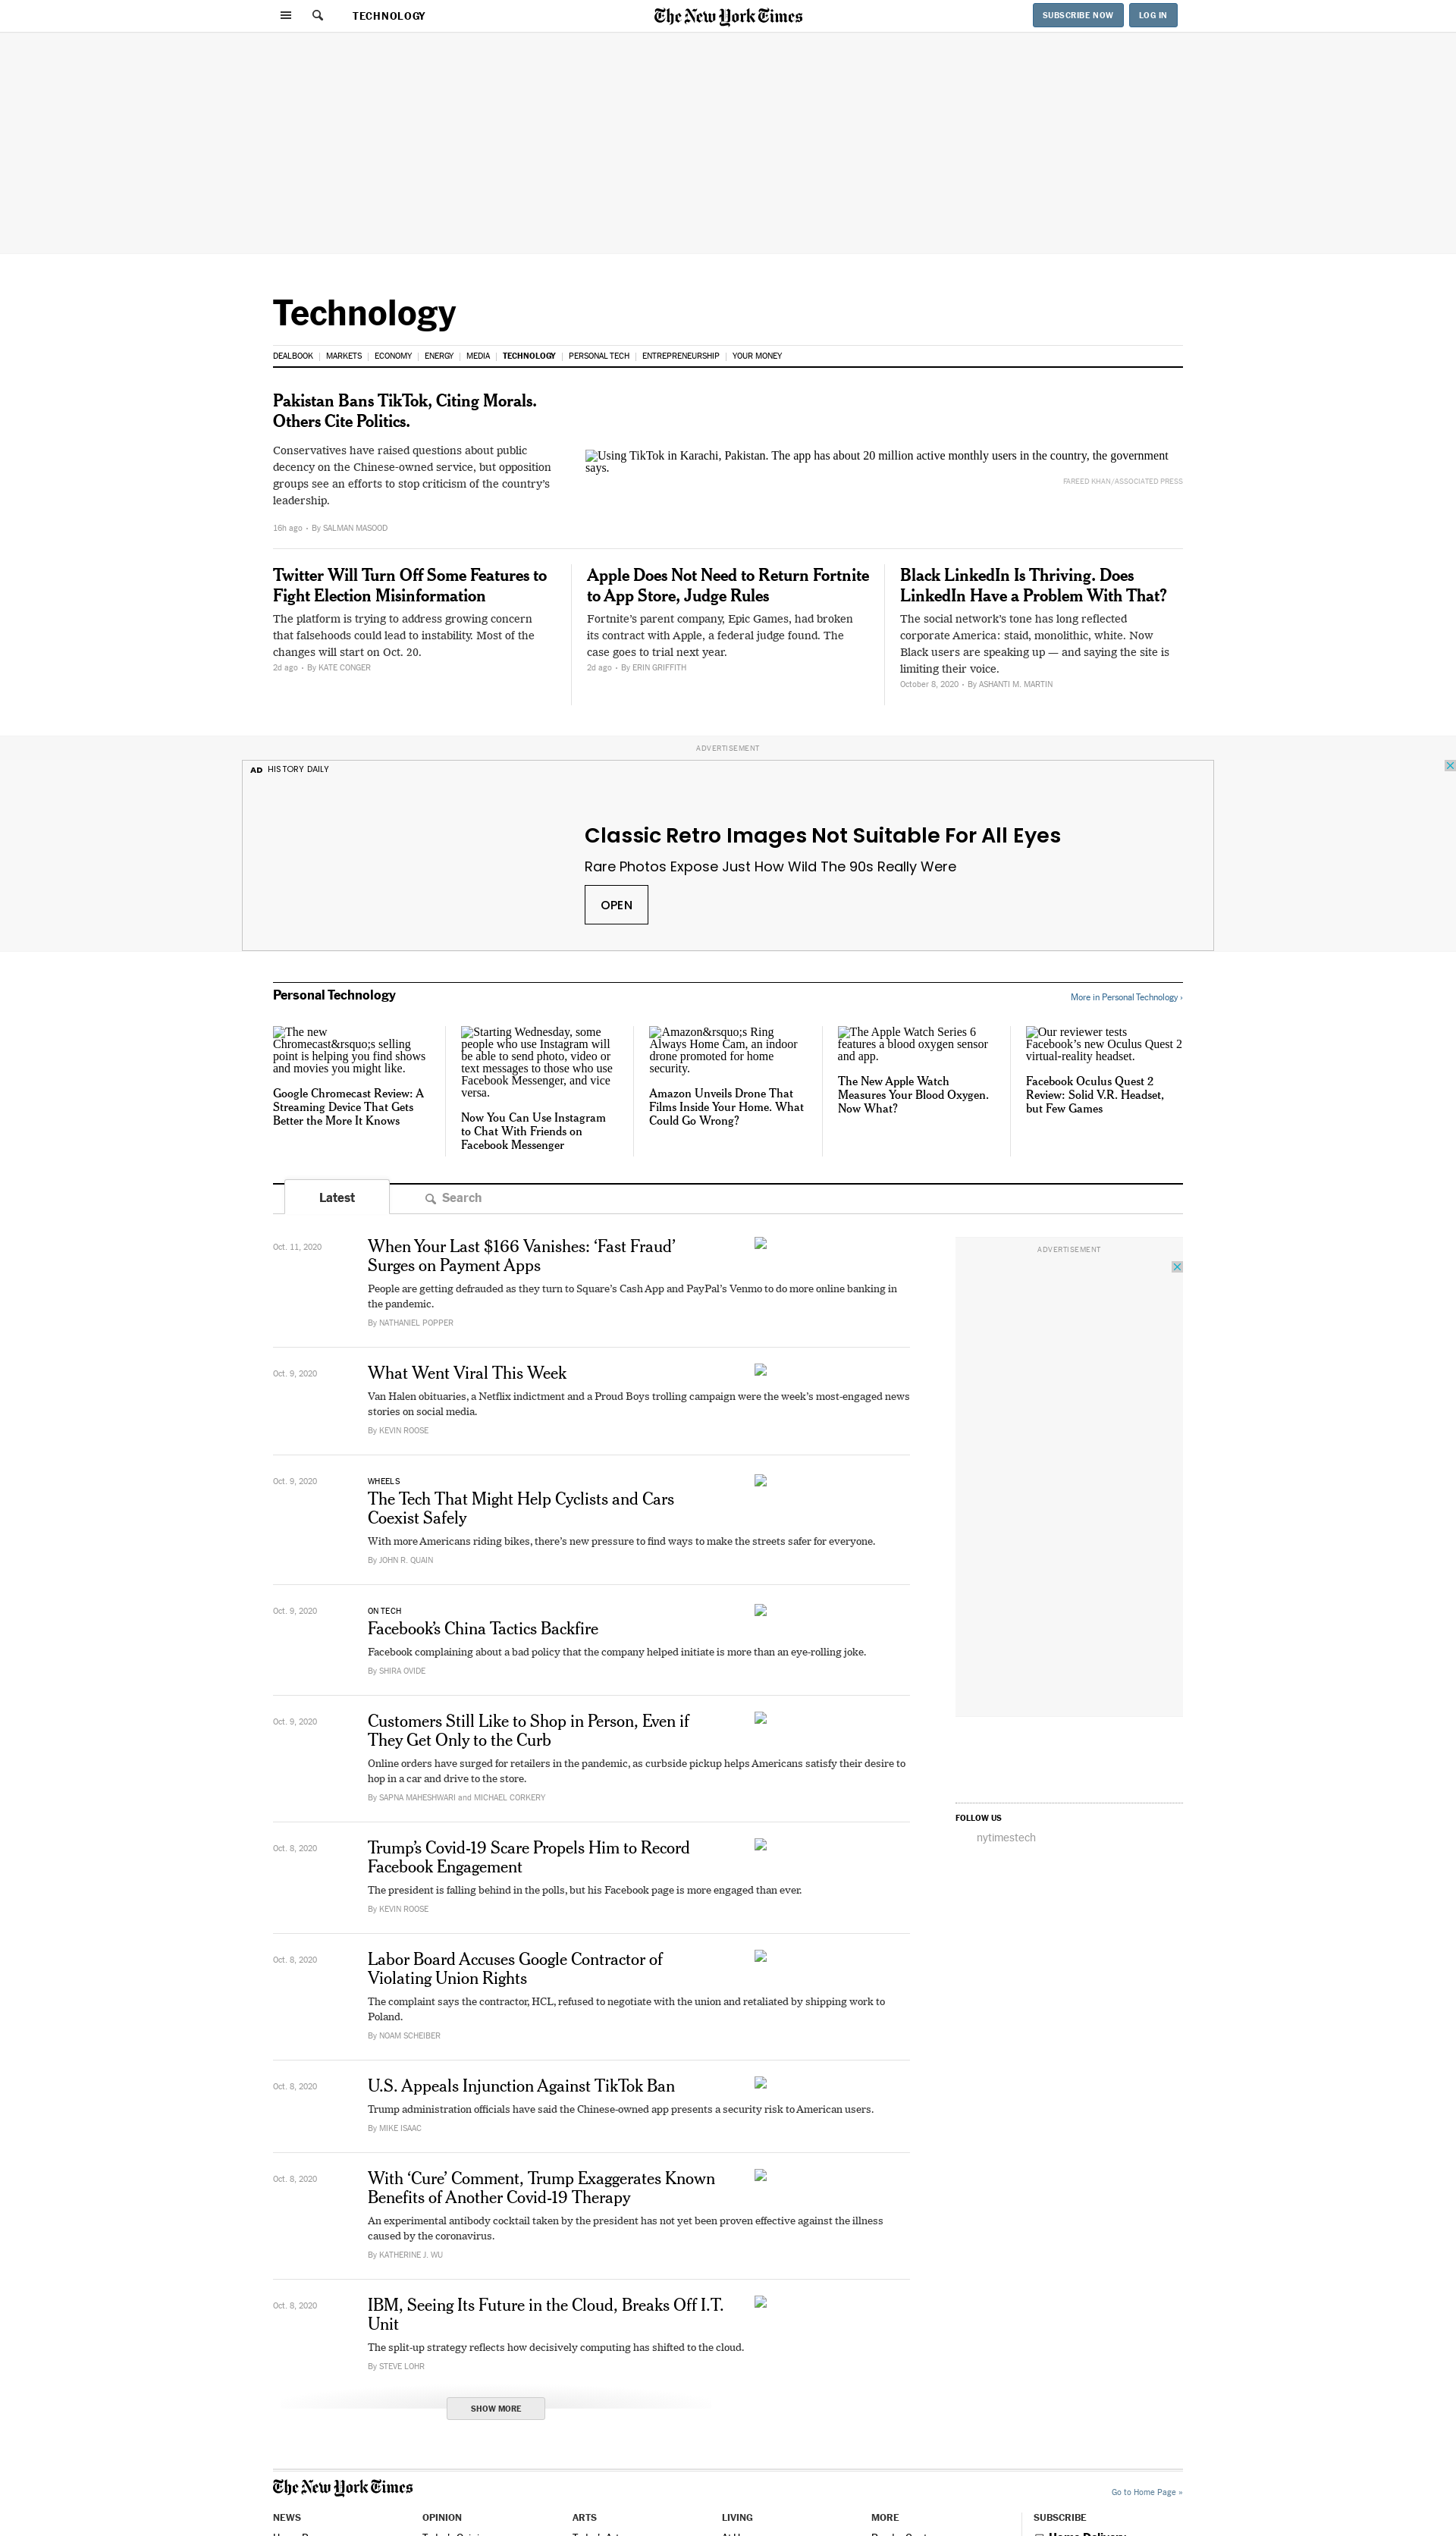 TECHNOLOGY
The New York Times
SUBSCRIBE NOW
LOG IN
Technology
DEALBOOK
MARKETS
ECONOMY
ENERGY
MEDIA
TECHNOLOGY
PERSONAL TECH
ENTREPRENEURSHIP
YOUR MONEY
Pakistan Bans TikTok, Citing Morals.
Others Cite Politics.
Conservatives have raised questions about public
decency on the Chinese-owned service, but opposition
groups see an efforts to stop criticism of the country’s
leadership.
16h ago • By SALMAN MASOOD
Using TikTok in Karachi, Pakistan. The app has about 20 million active monthly users in the country, the government
says.
FAREED KHAN/ASSOCIATED PRESS
Twitter Will Turn Off Some Features to
Fight Election Misinformation
The platform is trying to address growing concern
that falsehoods could lead to instability. Most of the
changes will start on Oct. 20.
2d ago • By KATE CONGER
Apple Does Not Need to Return Fortnite
to App Store, Judge Rules
Fortnite’s parent company, Epic Games, had broken
its contract with Apple, a federal judge found. The
case goes to trial next year.
2d ago • By ERIN GRIFFITH
Black LinkedIn Is Thriving. Does
LinkedIn Have a Problem With That?
The social network’s tone has long reflected
corporate America: staid, monolithic, white. Now
Black users are speaking up — and saying the site is
limiting their voice.
October 8, 2020 • By ASHANTI M. MARTIN
ADVERTISEMENT
AD HISTORY DAILY
Classic Retro Images Not Suitable For All Eyes
Rare Photos Expose Just How Wild The 90s Really Were
OPEN
Personal Technology
More in Personal Technology ›
The new
Chromecast&rsquo;s selling
point is helping you find shows
and movies you might like.
Google Chromecast Review: A
Streaming Device That Gets
Better the More It Knows
Starting Wednesday, some
people who use Instagram will
be able to send photo, video or
text messages to those who use
Facebook Messenger, and vice
versa.
Now You Can Use Instagram
to Chat With Friends on
Facebook Messenger
Amazon&rsquo;s Ring
Always Home Cam, an indoor
drone promoted for home
security.
Amazon Unveils Drone That
Films Inside Your Home. What
Could Go Wrong?
The Apple Watch Series 6
features a blood oxygen sensor
and app.
The New Apple Watch
Measures Your Blood Oxygen.
Now What?
Our reviewer tests
Facebook’s new Oculus Quest 2
virtual-reality headset.
Facebook Oculus Quest 2
Review: Solid V.R. Headset,
but Few Games
Latest
Search
Oct. 11, 2020
When Your Last $166 Vanishes: ‘Fast Fraud’
Surges on Payment Apps
People are getting defrauded as they turn to Square’s Cash App and PayPal’s Venmo to do more online banking in
the pandemic.
By NATHANIEL POPPER
ADVERTISEMENT
Oct. 9, 2020
What Went Viral This Week
Van Halen obituaries, a Netflix indictment and a Proud Boys trolling campaign were the week’s most-engaged news
stories on social media.
By KEVIN ROOSE
Oct. 9, 2020
WHEELS
The Tech That Might Help Cyclists and Cars
Coexist Safely
With more Americans riding bikes, there’s new pressure to find ways to make the streets safer for everyone.
By JOHN R. QUAIN
Oct. 9, 2020
ON TECH
Facebook’s China Tactics Backfire
Facebook complaining about a bad policy that the company helped initiate is more than an eye-rolling joke.
By SHIRA OVIDE
Oct. 9, 2020
Customers Still Like to Shop in Person, Even if
They Get Only to the Curb
Online orders have surged for retailers in the pandemic, as curbside pickup helps Americans satisfy their desire to
hop in a car and drive to the store.
By SAPNA MAHESHWARI and MICHAEL CORKERY
FOLLOW US
nytimestech
Oct. 8, 2020
Trump’s Covid-19 Scare Propels Him to Record
Facebook Engagement
The president is falling behind in the polls, but his Facebook page is more engaged than ever.
By KEVIN ROOSE
Oct. 8, 2020
Labor Board Accuses Google Contractor of
Violating Union Rights
The complaint says the contractor, HCL, refused to negotiate with the union and retaliated by shipping work to
Poland.
By NOAM SCHEIBER
Oct. 8, 2020
U.S. Appeals Injunction Against TikTok Ban
Trump administration officials have said the Chinese-owned app presents a security risk to American users.
By MIKE ISAAC
Oct. 8, 2020
With ‘Cure’ Comment, Trump Exaggerates Known
Benefits of Another Covid-19 Therapy
An experimental antibody cocktail taken by the president has not yet been proven effective against the illness
caused by the coronavirus.
By KATHERINE J. WU
Oct. 8, 2020
IBM, Seeing Its Future in the Cloud, Breaks Off I.T.
Unit
The split-up strategy reflects how decisively computing has shifted to the cloud.
By STEVE LOHR
SHOW MORE
The New York Times
Go to Home Page »
NEWS
OPINION
ARTS
LIVING
MORE
SUBSCRIBE